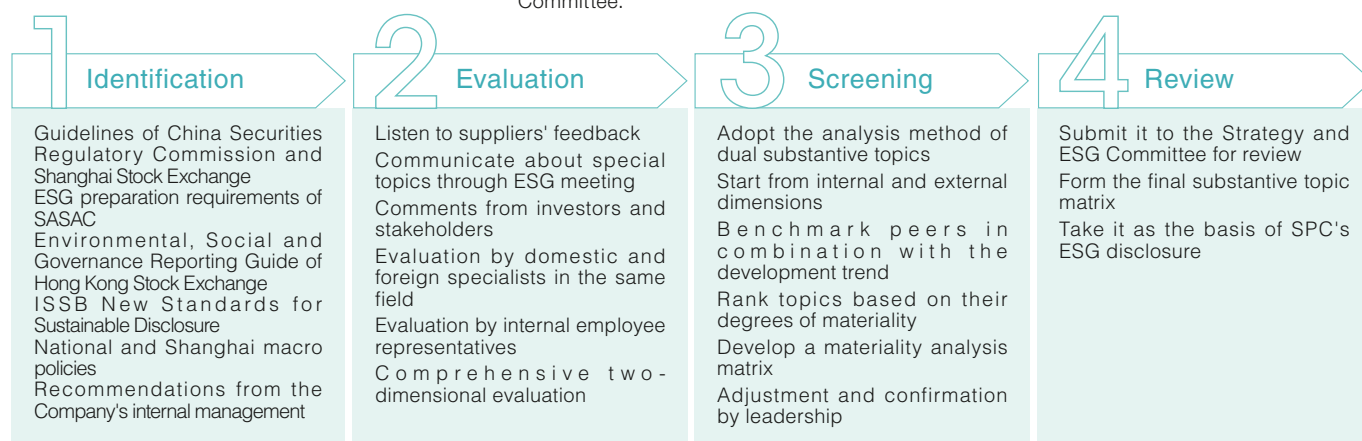 Committee.
1 Identification
Guidelines of China Securities
Regulatory Commission and
Shanghai Stock Exchange
ESG preparation requirements of
SASAC
Environmental, Social and
Governance Reporting Guide of
Hong Kong Stock Exchange
ISSB New Standards for
Sustainable Disclosure
National and Shanghai macro
policies
Recommendations from the
Company's internal management
2 Evaluation
Listen to suppliers' feedback
Communicate about special
topics through ESG meeting
Comments from investors and
stakeholders
Evaluation by domestic and
foreign specialists in the same
field
Evaluation by internal employee
representatives
Comprehensive two-
dimensional evaluation
3 Screening
Adopt the analysis method of
dual substantive topics
Start from internal and external
dimensions
Benchmark peers in
combination with the
development trend
Rank topics based on their
degrees of materiality
Develop a materiality analysis
matrix
Adjustment and confirmation
by leadership
4 Review
Submit it to the Strategy and
ESG Committee for review
Form the final substantive topic
matrix
Take it as the basis of SPC's
ESG disclosure